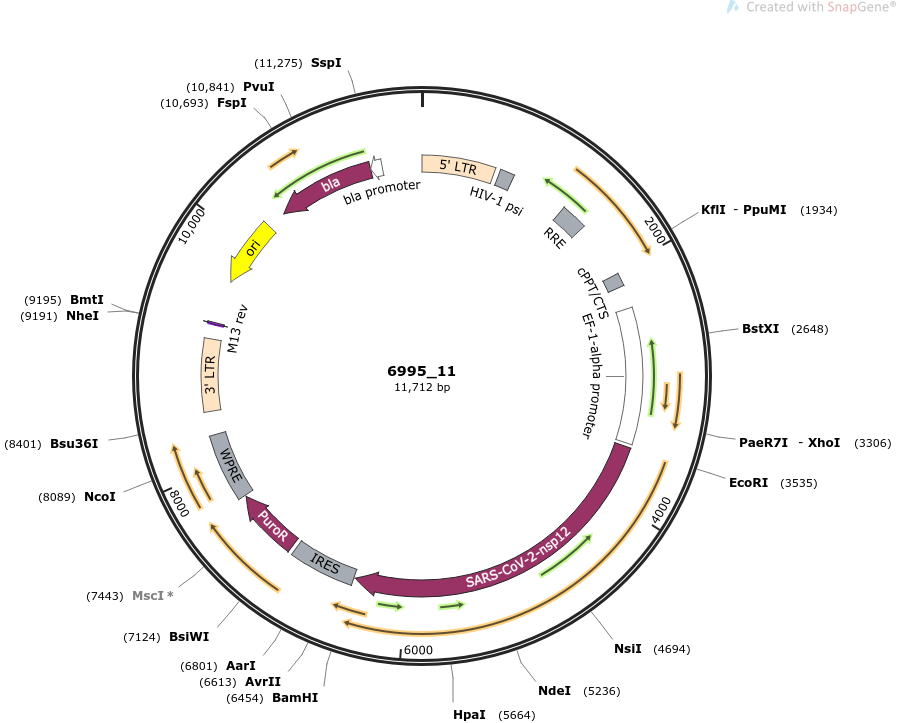 Created with SnapGene®
(11,275) SspI
(10,841) PvuI
(10,693) FspI
5' LTR
HIV-1 psi
bla
bla promoter
RRE
KflI - PpuMI (1934)
2000
10,000
ori
cPPT/CTS
(9195) BmtI
(9191) NheI
M13 rev
EF-1-alpha promoter
BstXI (2648)
3' LTR
6995_11
11,712 bp
(8401) Bsu36I
PaeR7I - XhoI (3306)
WPRE
EcoRI (3535)
(8089) NcoI
8000
4000
PuroR
IRES
SARS-CoV-2-nsp12
(7443) MscI *
(7124) BsiWI
NsiI (4694)
6000
(6801) AarI
(6613) AvrII
(6454) BamHI
NdeI (5236)
HpaI (5664)